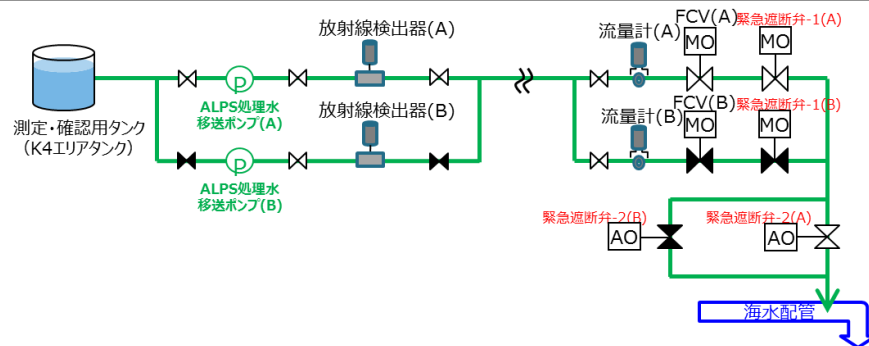 放射線検出器(A)
流量計(A)
FCV(A)
緊急遮断弁-1(A)
MO
MO
P
ALPS処理水
移送ポンプ(A)
測定・確認用タンク
(K4エリアタンク)
放射線検出器(B)
流量計(B)
FCV(B)
緊急遮断弁-1(B)
MO
MO
P
ALPS処理水
移送ポンプ(B)
緊急遮断弁-2(B)
緊急遮断弁-2(A)
AO
AO
海水配管